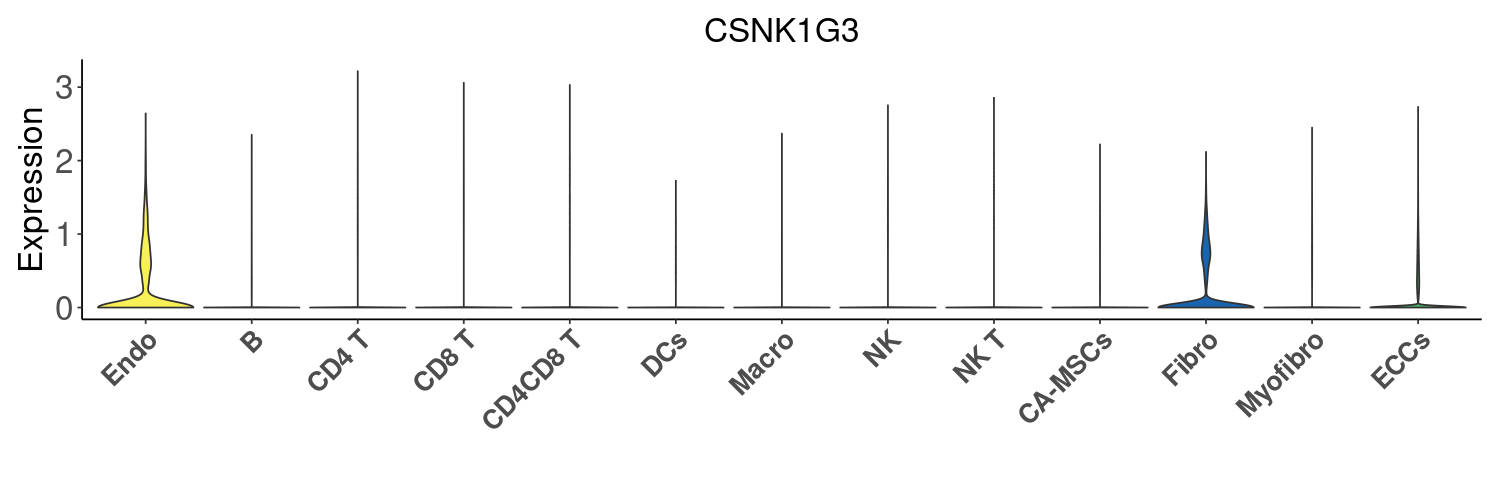 CSNK1G3
Expression
3
2
1
0
Endo
B
CD4 T
CD8 T
CD4CD8 T
DCs
Macro
NK
NK T
CA-MSCs
Fibro
Myofibro
ECCs